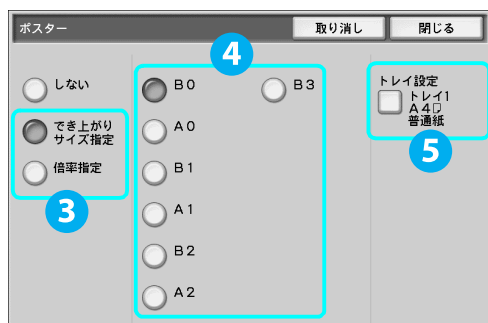 ポスター
取り消し
閉じる
しない
でき上がり
サイズ指定
倍率指定
3
4
B0
A0
B1
A1
B2
A2
B3
トレイ設定
トレイ1
A4
普通紙
5